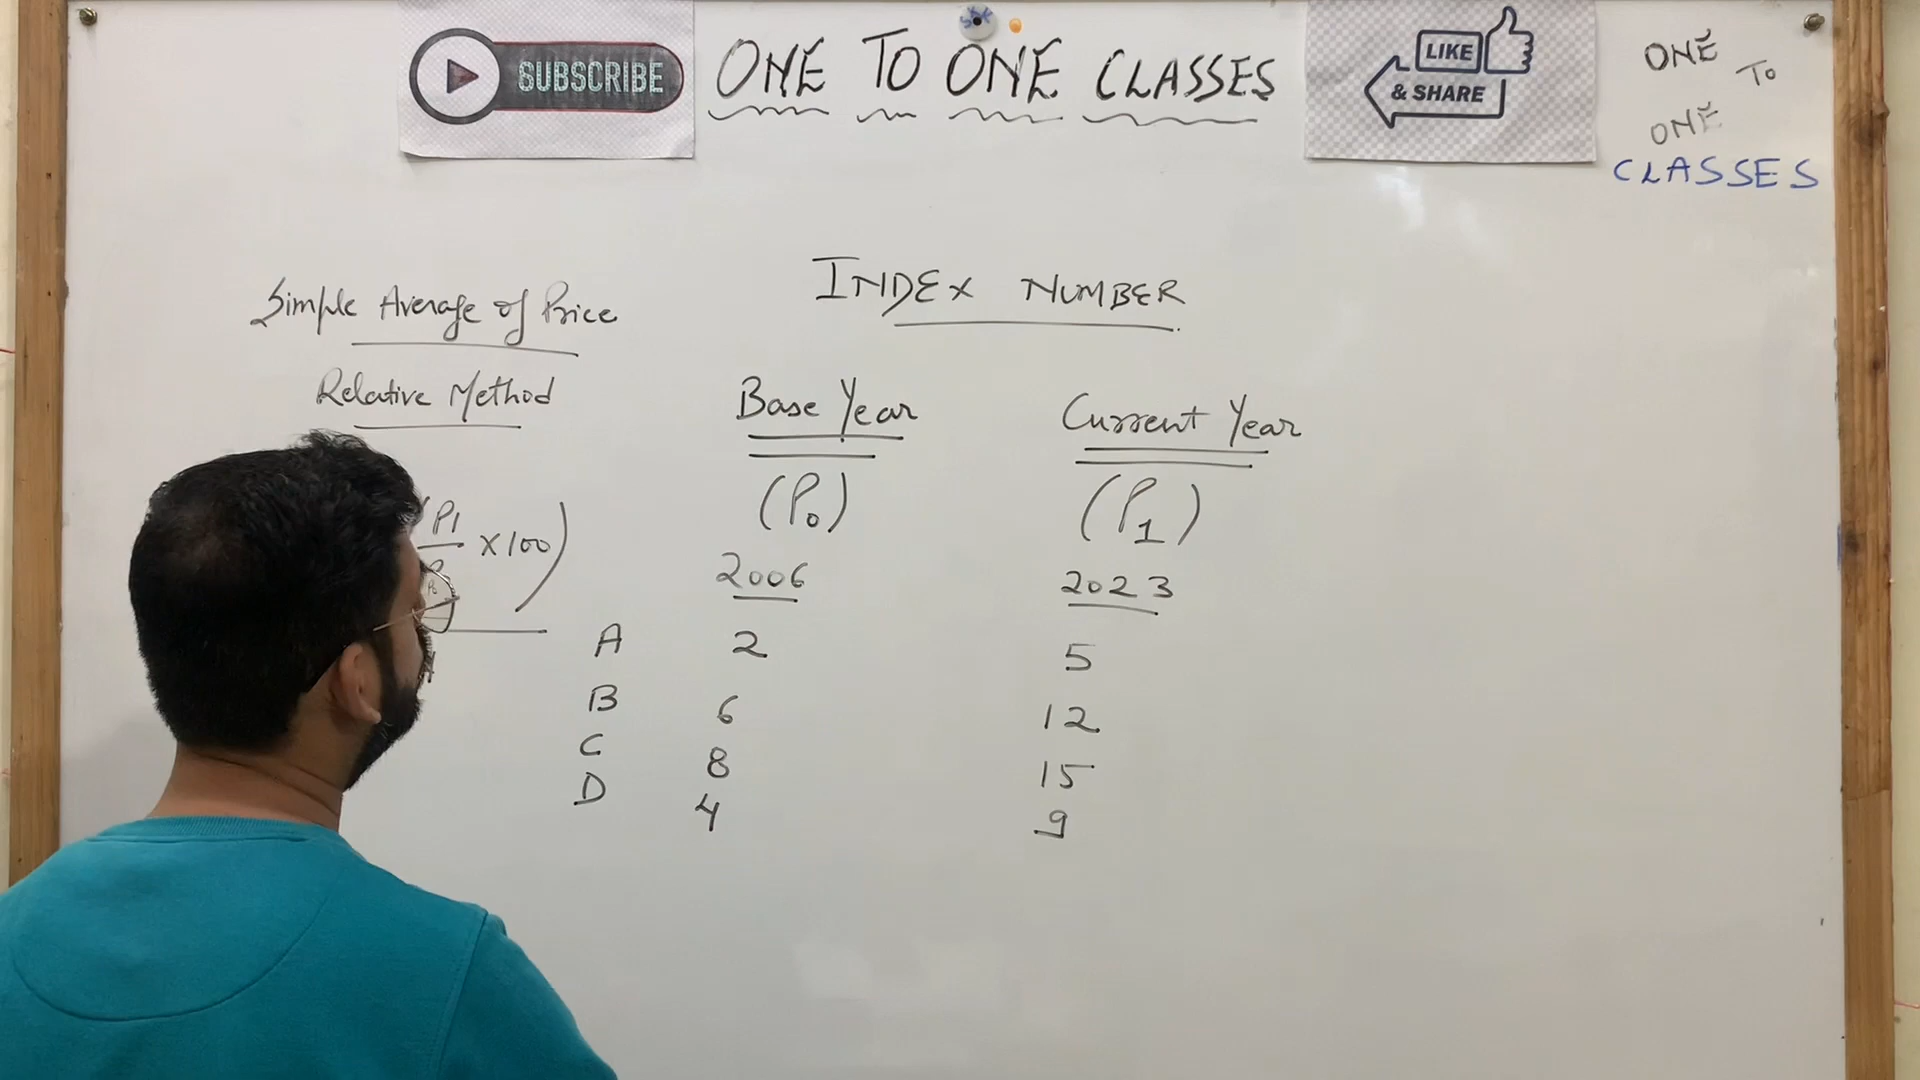 SUBSCRIBE
ONE TO ONE CLASSES
LIKE
& SHARE
ONE
TO
ONE
CLASSES
INDEX NUMBER
Simple Average of Price
Relative Method
P1
× 100)
Base Year
(P0)
2006
Current Year
(P1)
2023
A 2 5
B 6 12
C 8 15
D 4 9